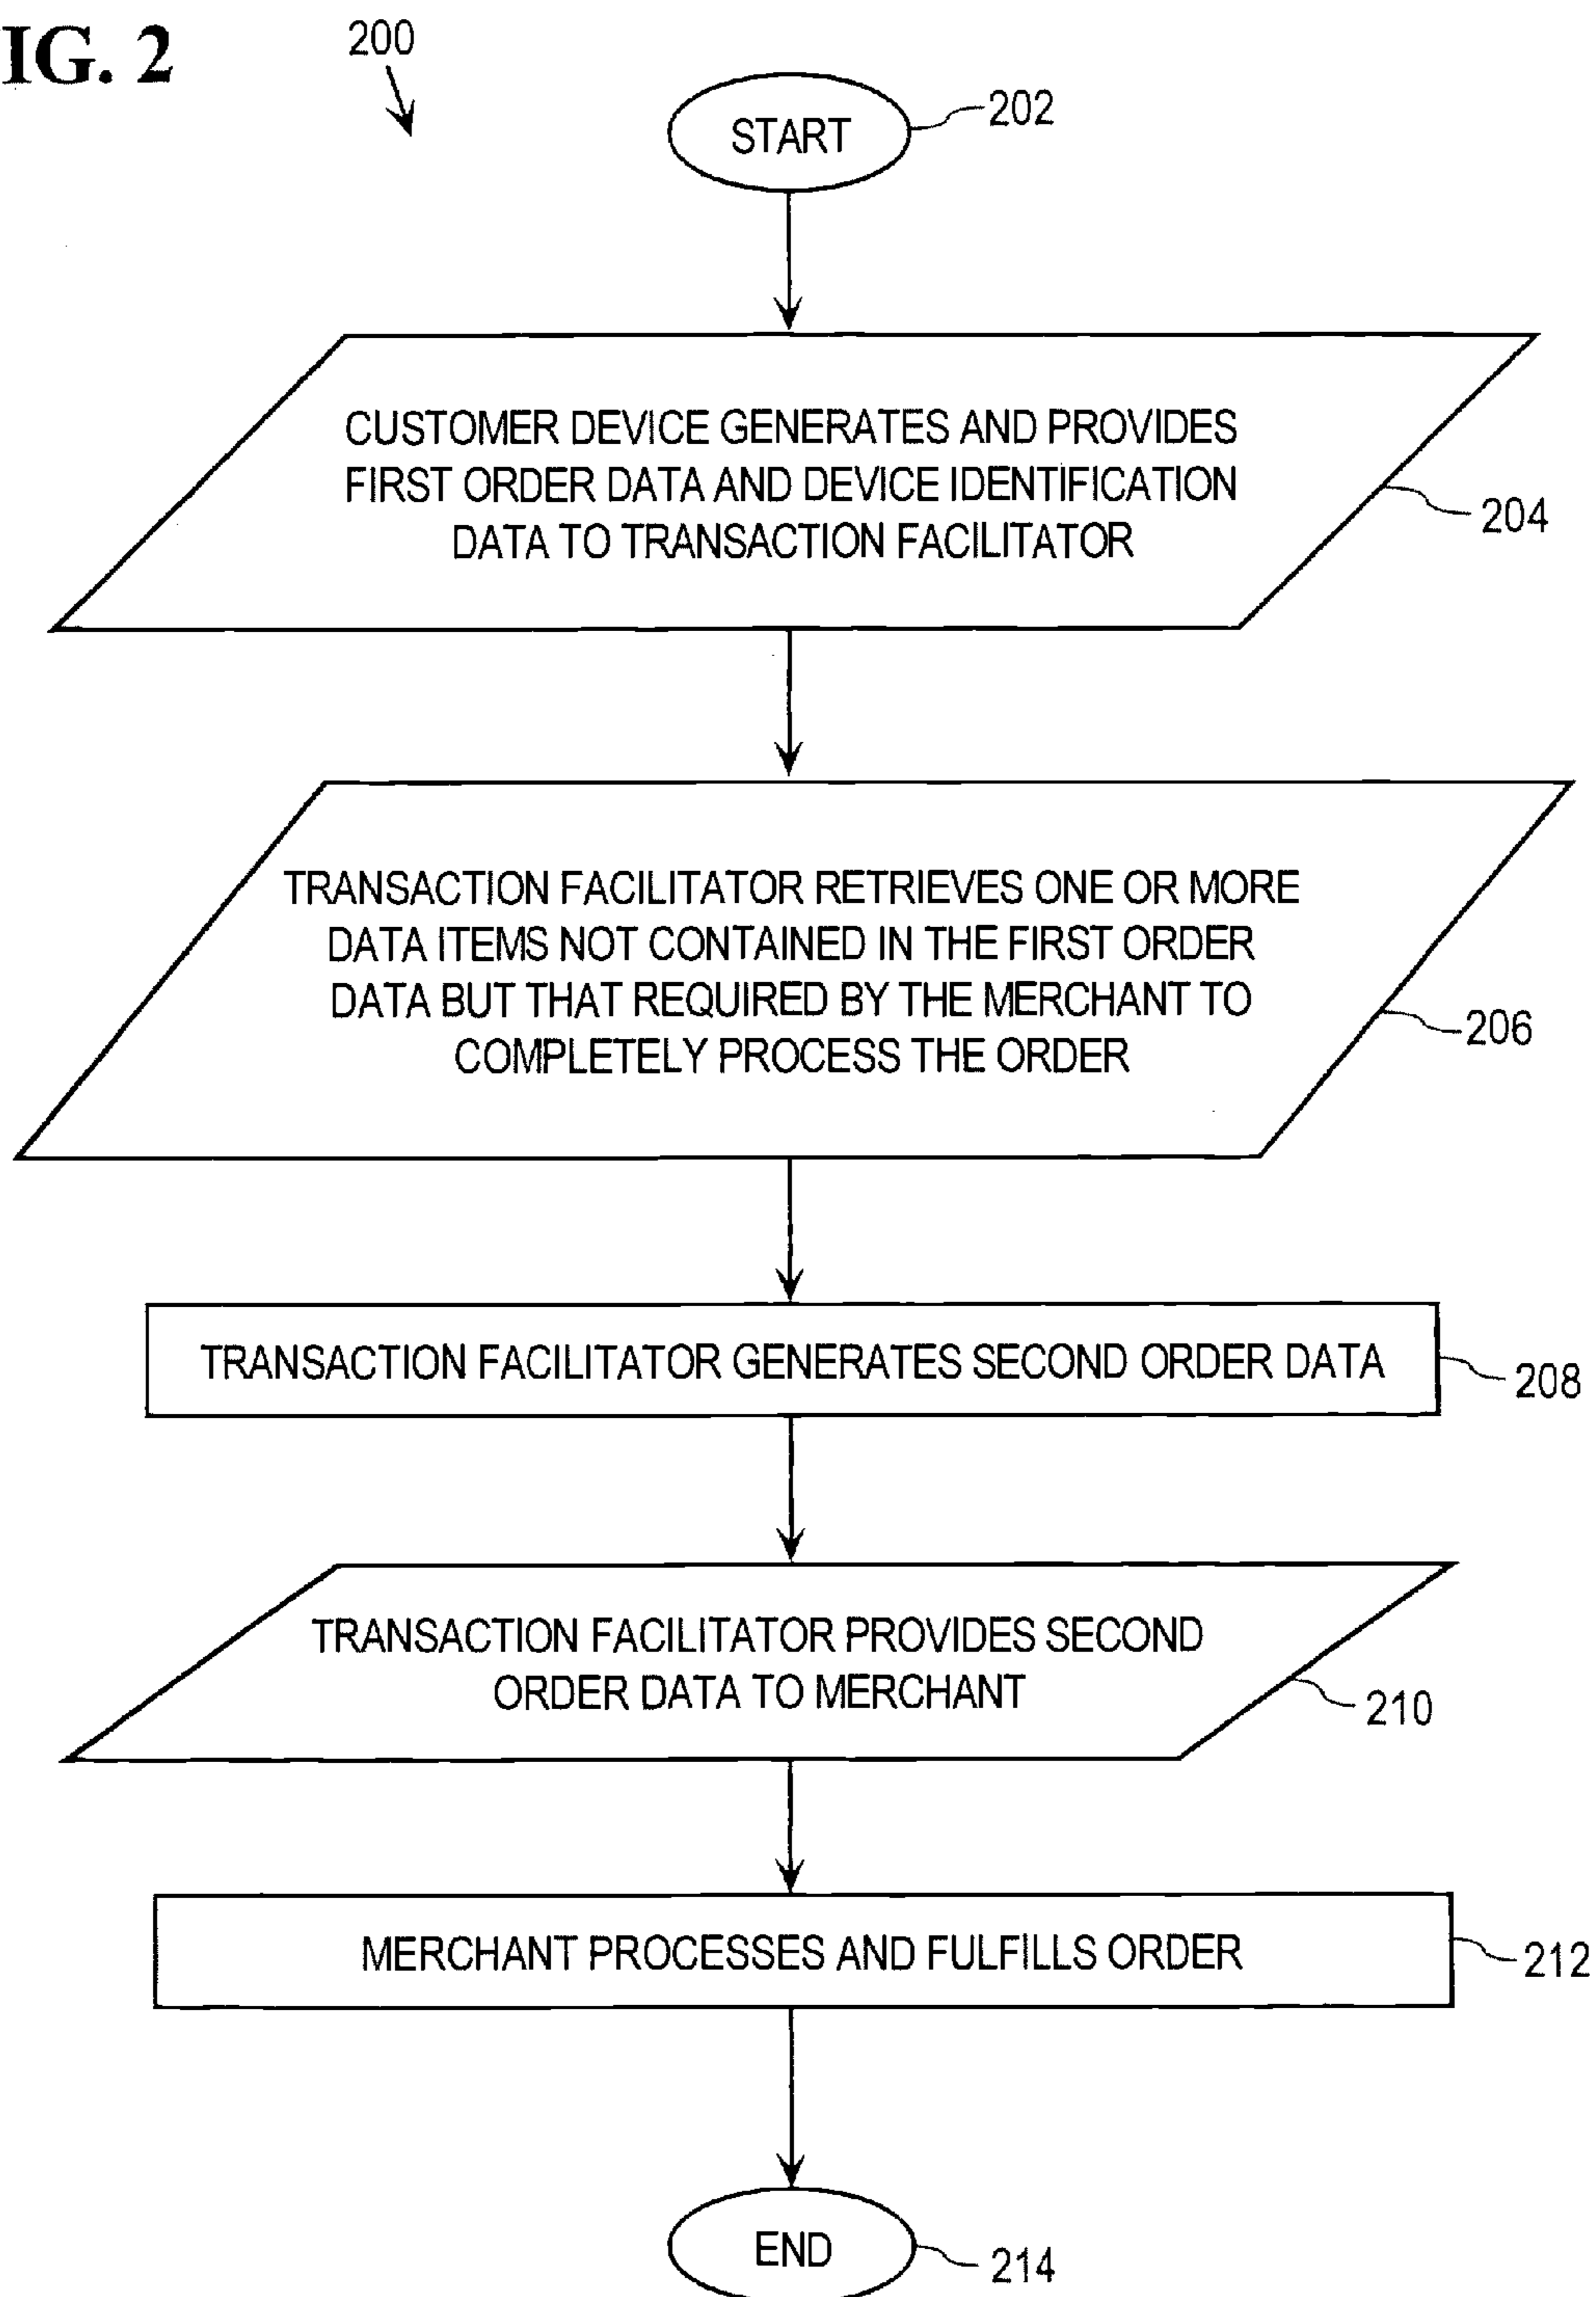 IG. 2
200
START
202
CUSTOMER DEVICE GENERATES AND PROVIDES
FIRST ORDER DATA AND DEVICE IDENTIFICATION
DATA TO TRANSACTION FACILITATOR
204
TRANSACTION FACILITATOR RETRIEVES ONE OR MORE
DATA ITEMS NOT CONTAINED IN THE FIRST ORDER
DATA BUT THAT REQUIRED BY THE MERCHANT TO
COMPLETELY PROCESS THE ORDER
206
TRANSACTION FACILITATOR GENERATES SECOND ORDER DATA
208
TRANSACTION FACILITATOR PROVIDES SECOND
ORDER DATA TO MERCHANT
210
MERCHANT PROCESSES AND FULFILLS ORDER
212
END
214